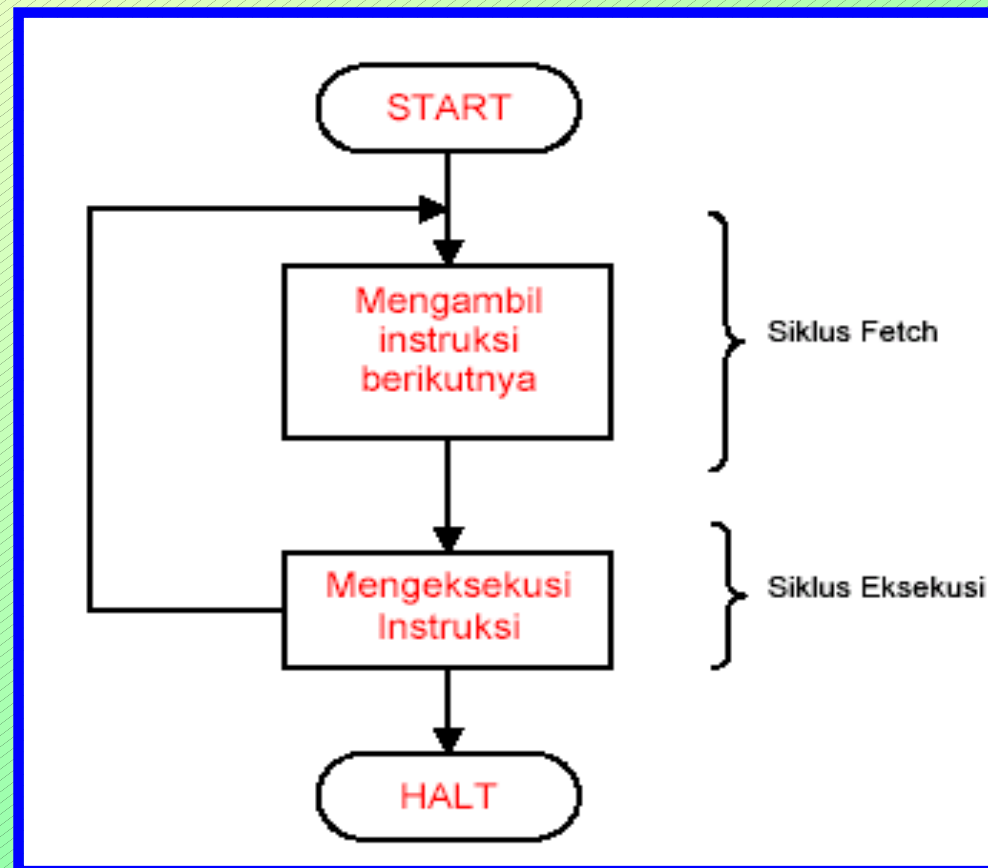 START
Mengambil
instruksi
berikutnya
Siklus Fetch
Mengeksekusi
Instruksi
Siklus Eksekusi
HALT